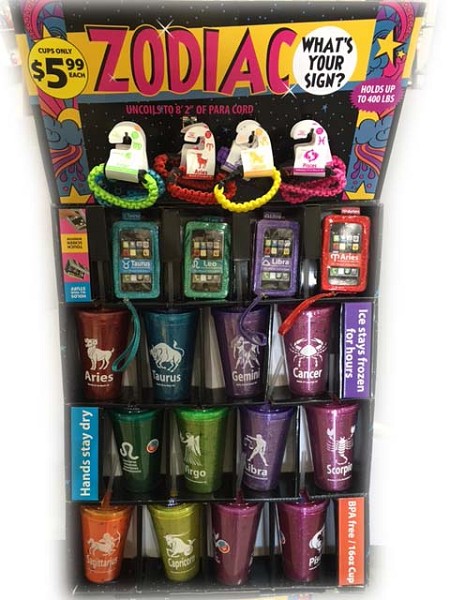 CUPS ONLY
$5.99
EACH
ZODIAC
WHAT'S
YOUR
SIGN?
HOLDS UP
TO 400 LBS
UNCOILS TO 8' 2" OF PARA CORD
Aries
Pisces
Taurus
Leo
Libra
Aries
Aries
Taurus
Gemini
Cancer
Ice stays frozen
for hours
Hands stay dry
Virgo
Libra
Scorpio
Sagittarius
Capricorn
BPA free / 16oz Cup